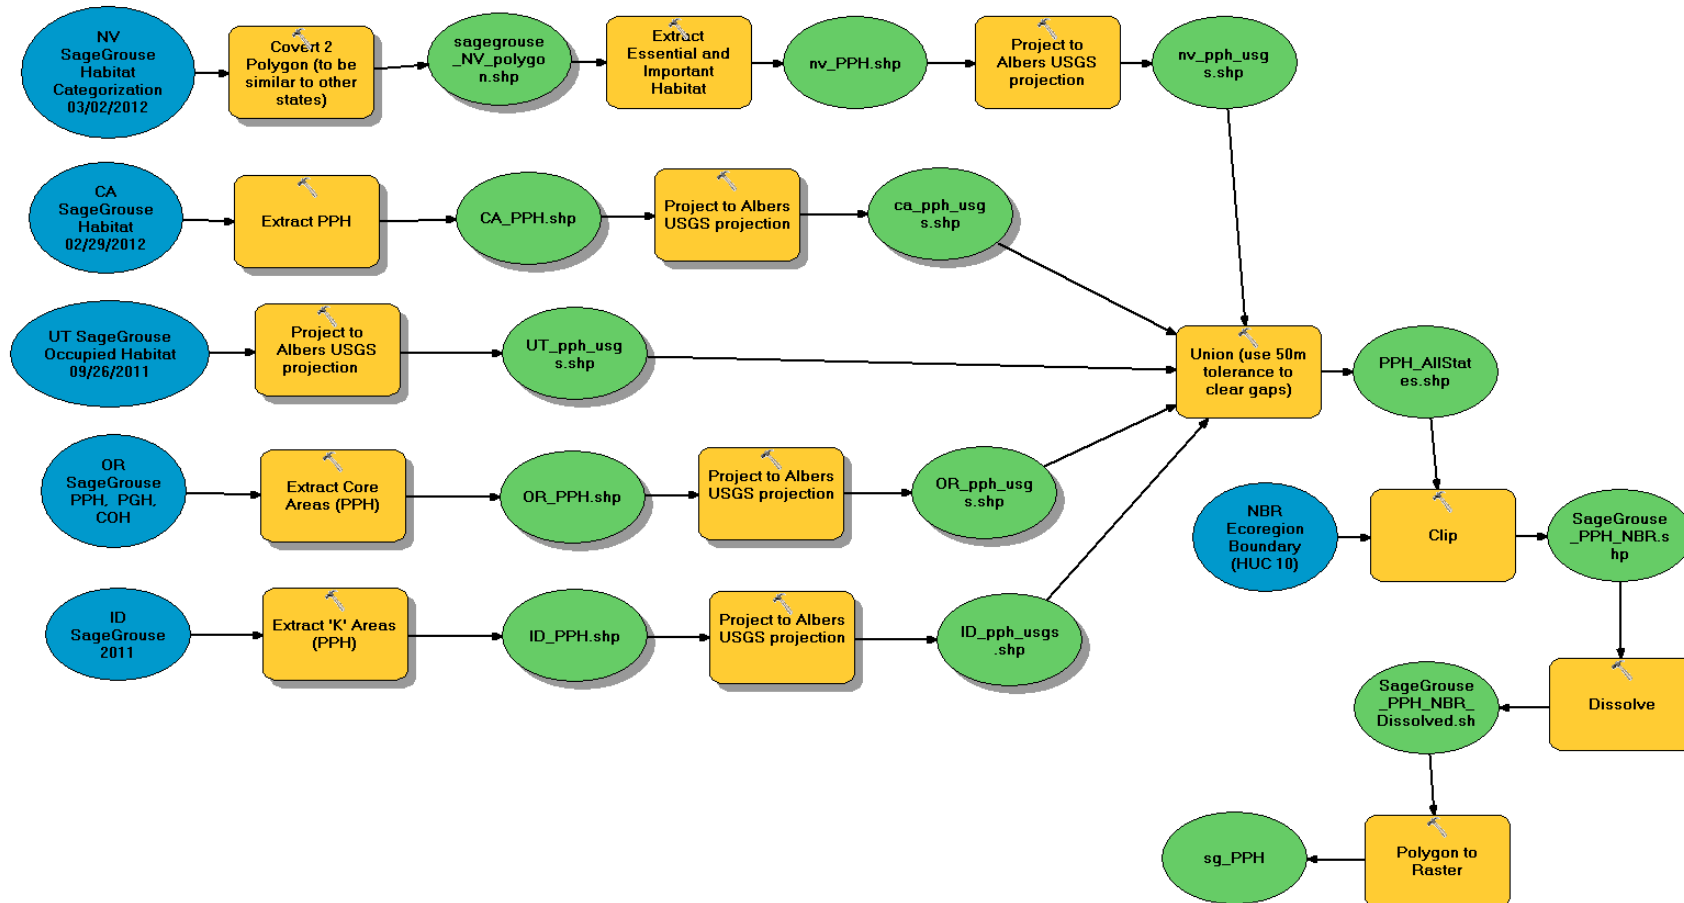 NV
SageGrouse
Habitat
Categorization
03/02/2012
Covert 2
Polygon (to be
similar to other
states)
sagegrouse
_NV_polygo
n.shp
Extract
Essential and
Important
Habitat
nv_PPH.shp
Project to
Albers USGS
projection
nv_pph_usg
s.shp
CA
SageGrouse
Habitat
02/29/2012
Extract PPH
CA_PPH.shp
Project to Albers
USGS projection
ca_pph_usg
s.shp
UT SageGrouse
Occupied Habitat
09/26/2011
Project to
Albers USGS
projection
UT_pph_usg
s.shp
Union (use 50m
tolerance to
clear gaps)
PPH_AllStat
es.shp
OR
SageGrouse
PPH, PGH,
COH
Extract Core
Areas (PPH)
OR_PPH.shp
Project to Albers
USGS projection
OR_pph_usg
s.shp
NBR
Ecoregion
Boundary
(HUC 10)
Clip
SageGrouse
_PPH_NBR.s
hp
ID
SageGrouse
2011
Extract 'K' Areas
(PPH)
ID_PPH.shp
Project to Albers
USGS projection
ID_pph_usgs
.shp
Dissolve
SageGrouse
_PPH_NBR_
Dissolved.sh
Polygon to
Raster
sg_PPH